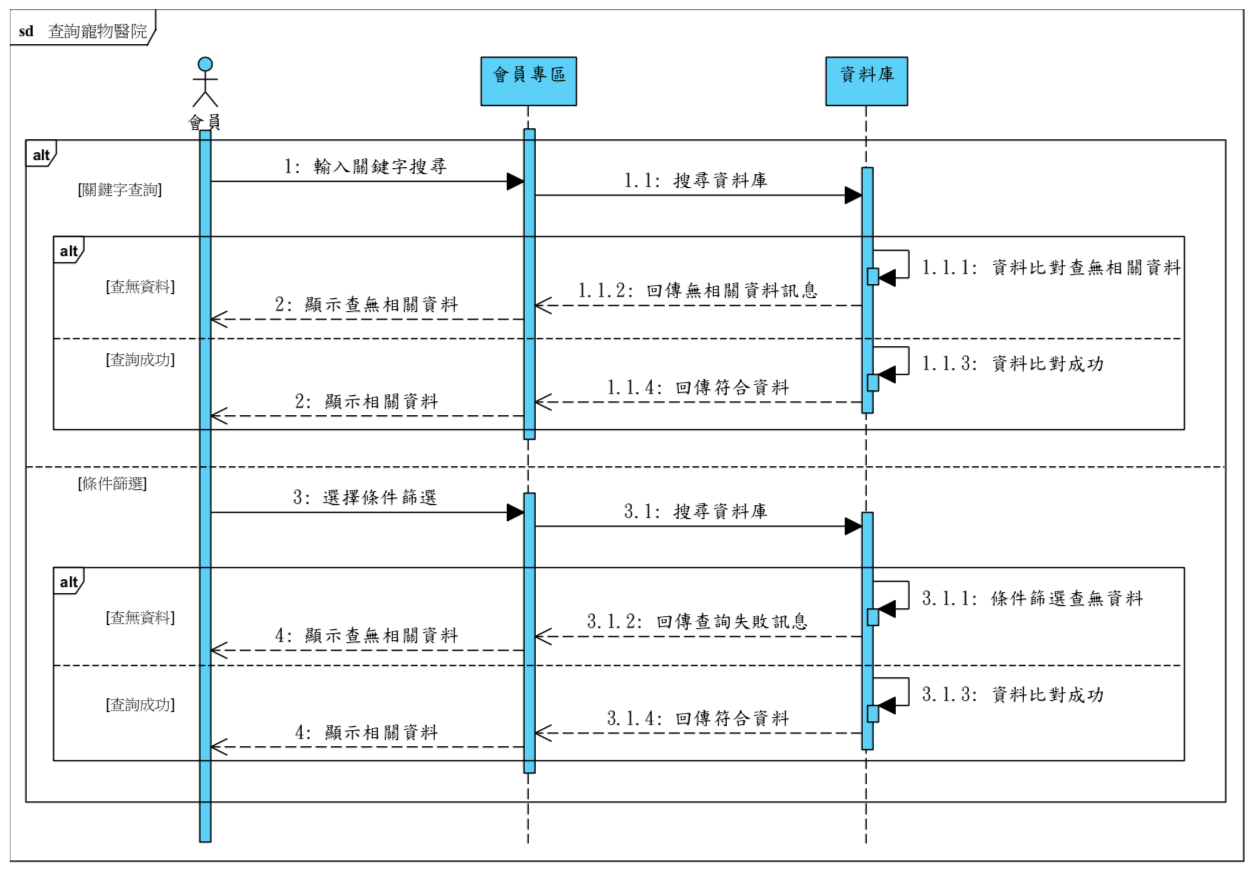 sd 查詢寵物醫院
會員
會員專區
資料庫
alt
[關鍵字查詢]
1: 輸入關鍵字搜尋
1.1: 搜尋資料庫
alt
[查無資料]
1.1.1: 資料比對查無相關資料
1.1.2: 回傳無相關資料訊息
2: 顯示查無相關資料
[查詢成功]
1.1.3: 資料比對成功
1.1.4: 回傳符合資料
2: 顯示相關資料
[條件篩選]
3: 選擇條件篩選
3.1: 搜尋資料庫
alt
[查無資料]
3.1.1: 條件篩選查無資料
3.1.2: 回傳查詢失敗訊息
4: 顯示查無相關資料
[查詢成功]
3.1.3: 資料比對成功
3.1.4: 回傳符合資料
4: 顯示相關資料